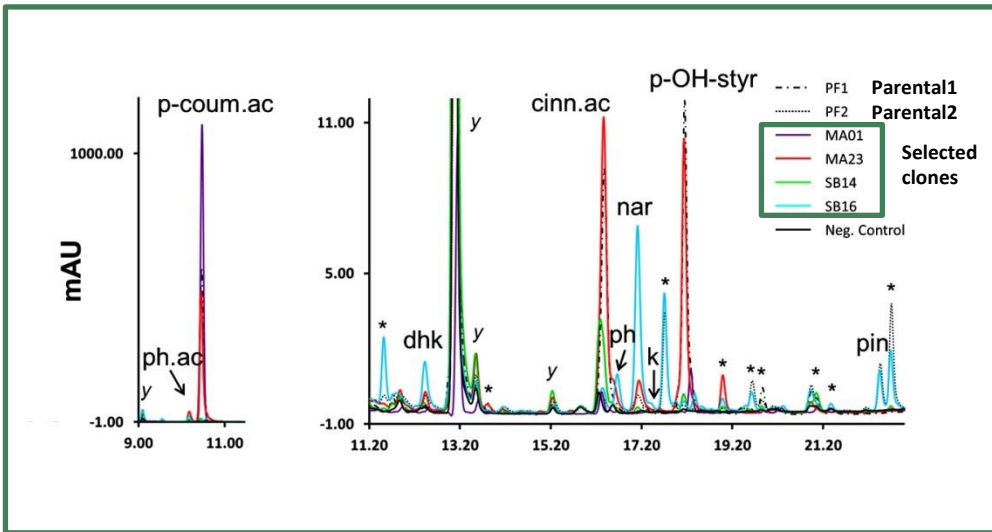 p-coum.ac
1000.00
mAU
ph.ac
y
-1.00
9.00 11.00
11.00
5.00
-1.00
cinn.ac
p-OH-styr
y
nar
*
dhk
y
*
y
ph
k
*
*
*
*
*
*
pin
*
11.20 13.20 15.20 17.20 19.20 21.20
PF1 Parental1
PF2 Parental2
MA01
MA23
SB14
SB16
Selected
clones
Neg. Control